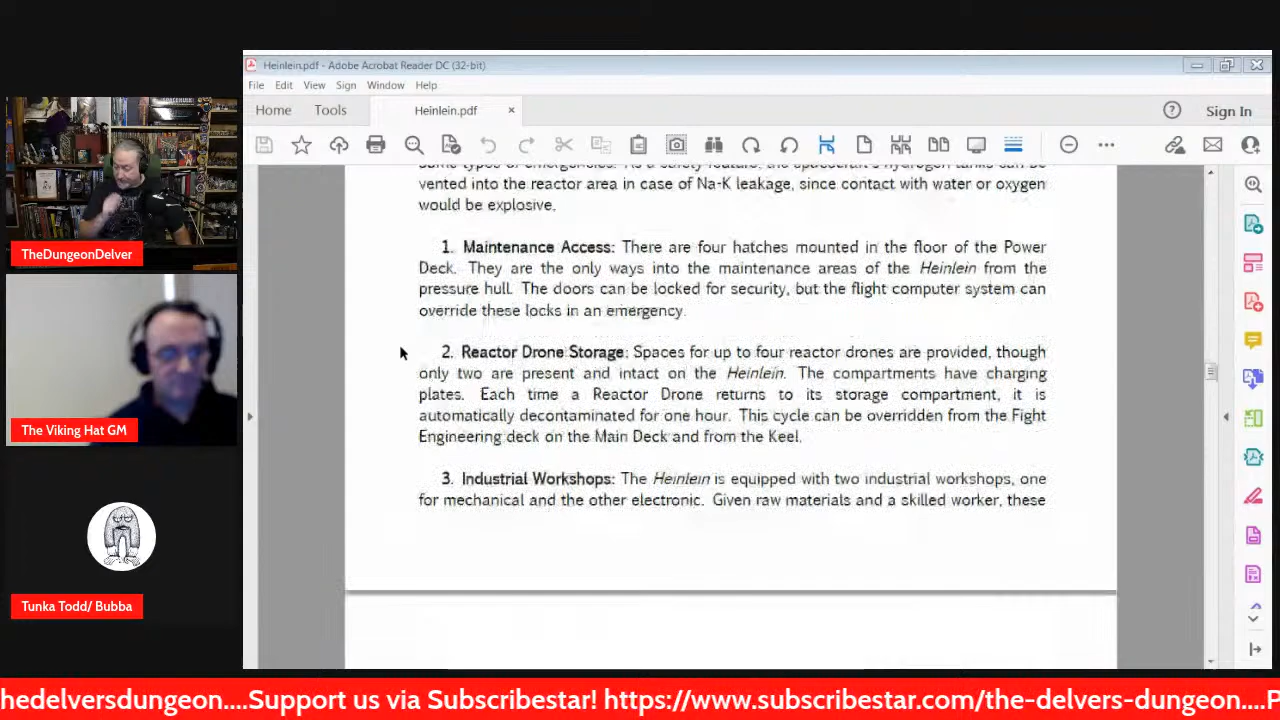 Heinlein.pdf - Adobe Acrobat Reader DC (32-bit)
File Edit View Sign Window Help
Home Tools Heinlein.pdf × Sign In
vented into the reactor area in case of Na-K leakage, since contact with water or oxygen
would be explosive.
1. Maintenance Access: There are four hatches mounted in the floor of the Power
Deck. They are the only ways into the maintenance areas of the Heinlein from the
pressure hull. The doors can be locked for security, but the flight computer system can
override these locks in an emergency.
2. Reactor Drone Storage: Spaces for up to four reactor drones are provided, though
only two are present and intact on the Heinlein. The compartments have charging
plates. Each time a Reactor Drone returns to its storage compartment, it is
automatically decontaminated for one hour. This cycle can be overridden from the Fight
Engineering deck on the Main Deck and from the Keel.
3. Industrial Workshops: The Heinlein is equipped with two industrial workshops, one
for mechanical and the other electronic. Given raw materials and a skilled worker, these
TheDungeonDelver
The Viking Hat GM
Tunka Todd/ Bubba
hedelversdungeon....Support us via Subscribestar! https://www.subscribestar.com/the-delvers-dungeon....P